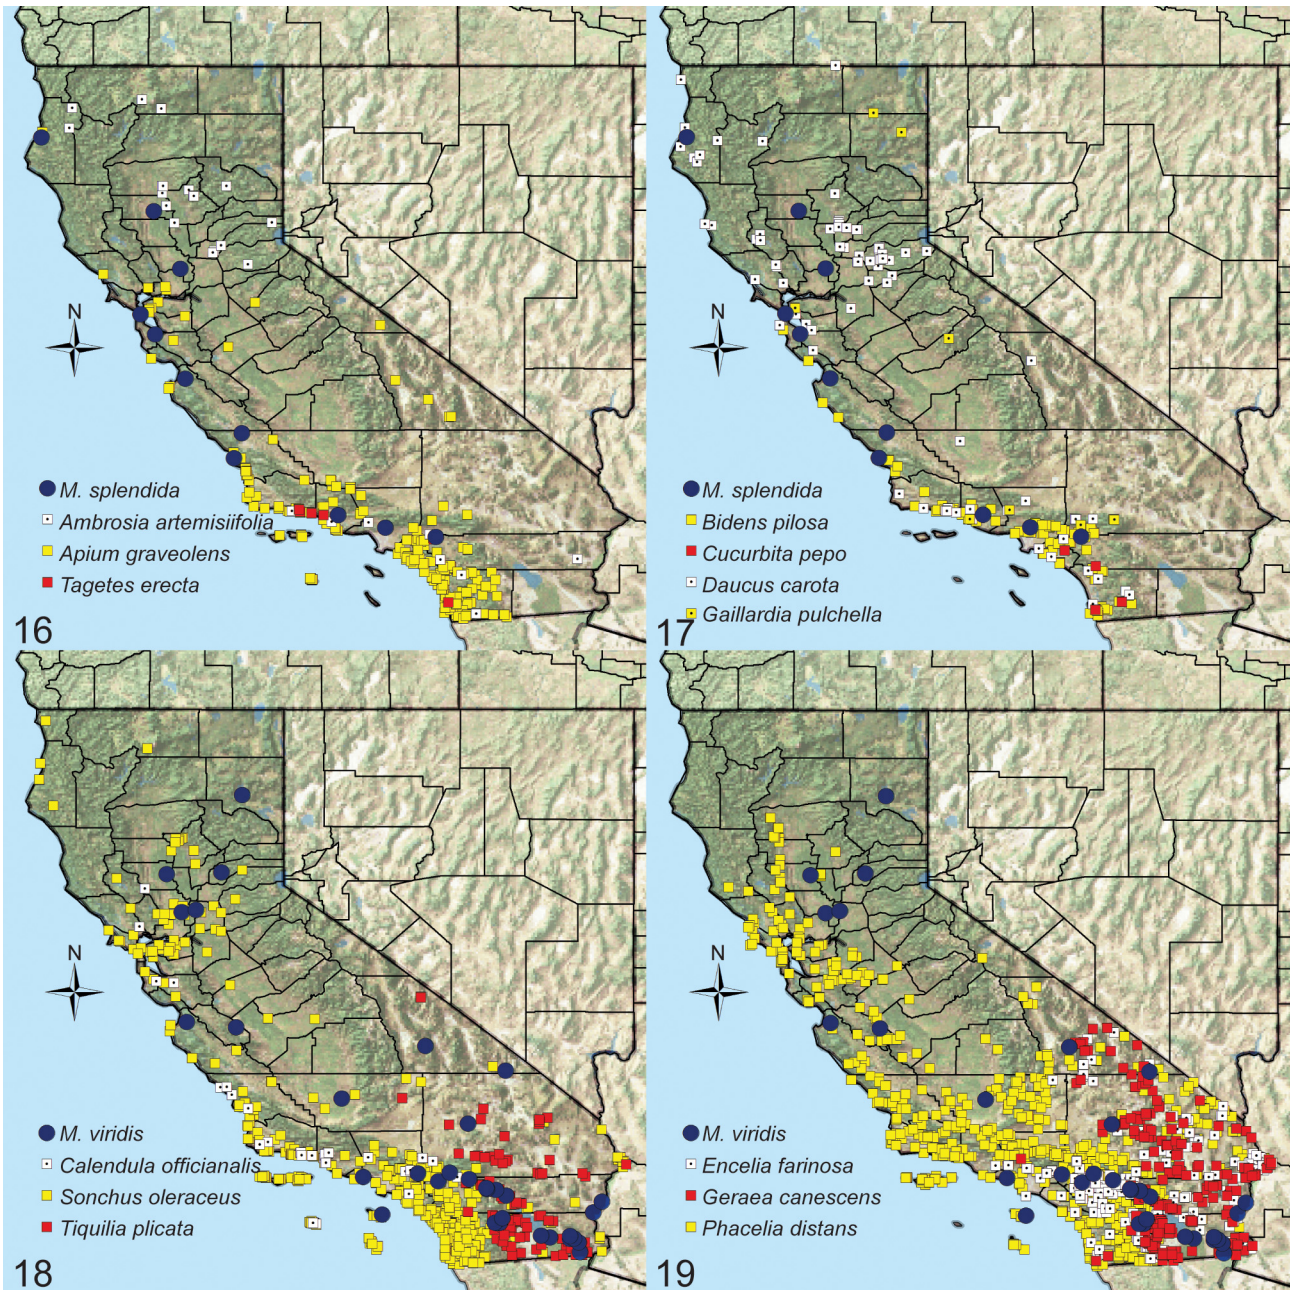 N
M. splendida
Ambrosia artemisiifolia
Apium graveolens
Tagetes erecta
16
N
M. splendida
Bidens pilosa
Cucurbita pepo
Daucus carota
Gaillardia pulchella
17
N
M. viridis
Calendula officianalis
Sonchus oleraceus
Tiquilia plicata
18
N
M. viridis
Encelia farinosa
Geraea canescens
Phacelia distans
19